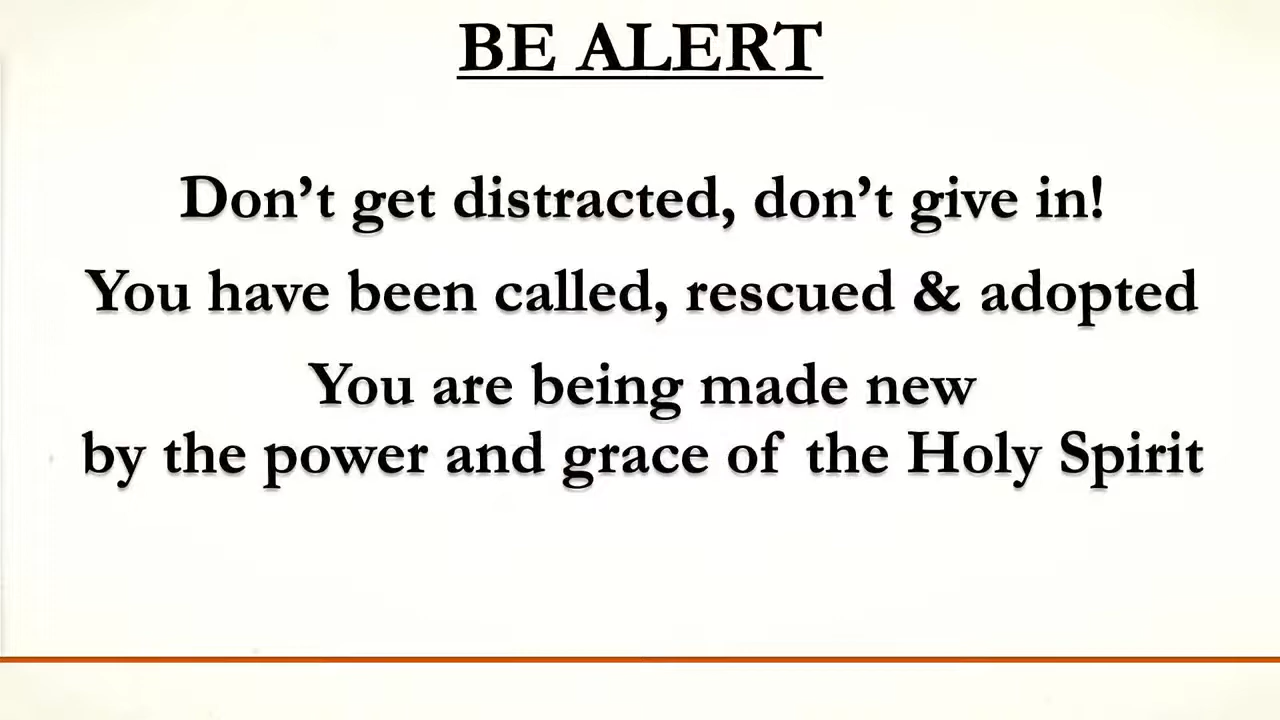 BE ALERT
Don’t get distracted, don’t give in!
You have been called, rescued & adopted
You are being made new
by the power and grace of the Holy Spirit